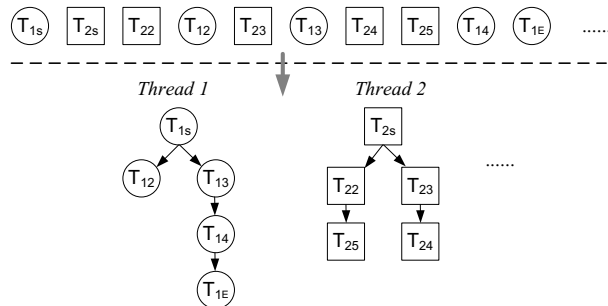 T1s T2s T22 T12 T23 T13 T24 T25 T14 T1E ......
Thread 1 Thread 2
T1s T2s
......
T12 T13 T22 T23
T14 T25 T24
T1E